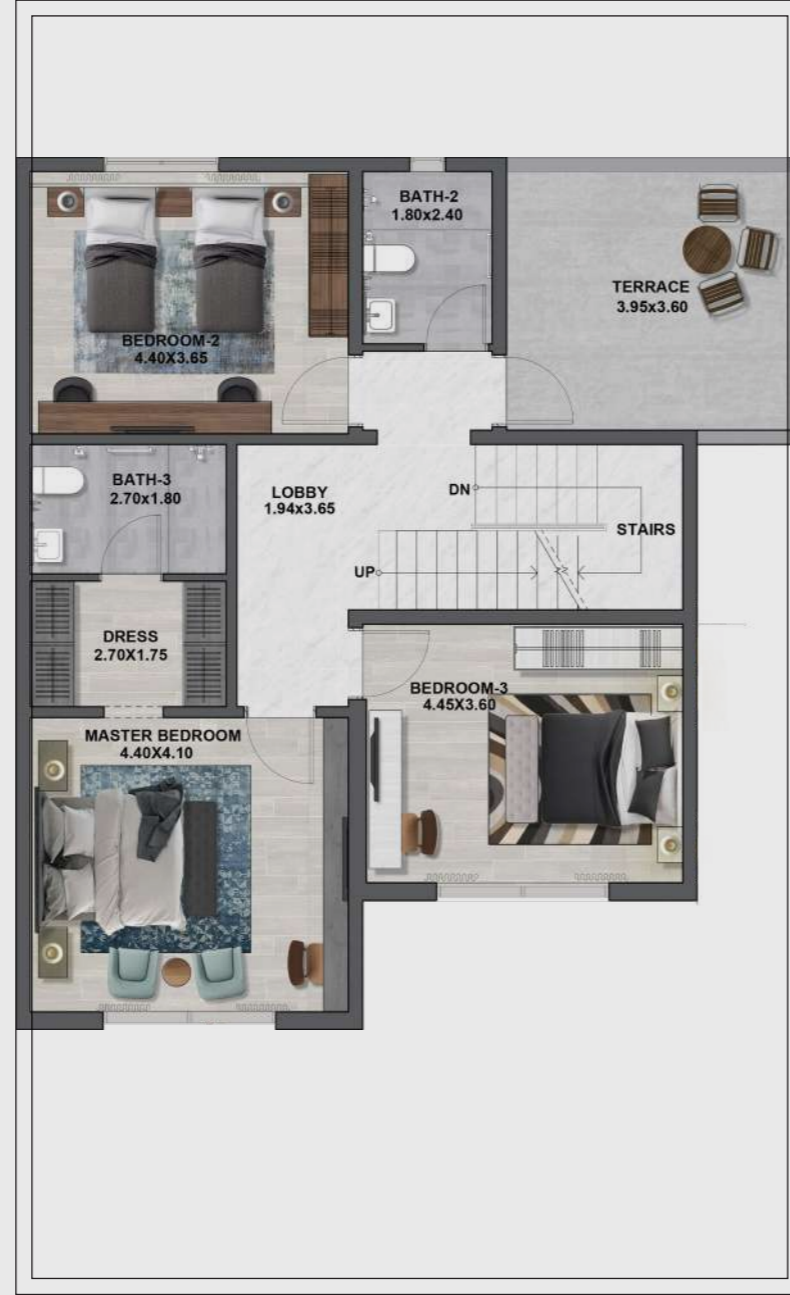 BATH-2
1.80x2.40
TERRACE
3.95x3.60
BEDROOM-2
4.40X3.65
BATH-3
2.70x1.80
LOBBY
1.94x3.65
DN
STAIRS
UP
DRESS
2.70X1.75
BEDROOM-3
4.45X3.60
MASTER BEDROOM
4.40X4.10